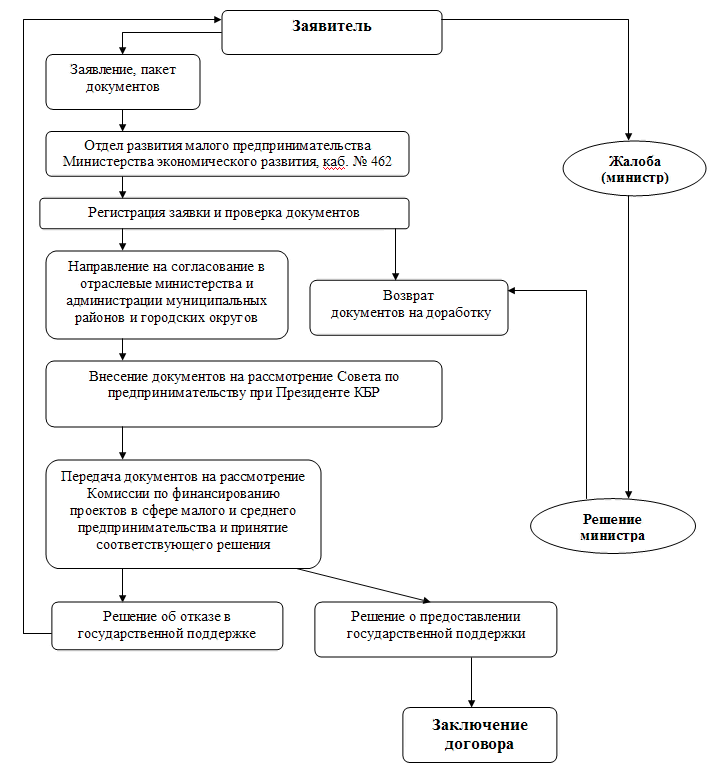 Заявитель
Заявление, пакет
документов
Отдел развития малого предпринимательства
Министерства экономического развития, каб. № 462
Жалоба
(министр)
Регистрация заявки и проверка документов
Направление на согласование в
отраслевые министерства и
администрации муниципальных
районов и городских округов
Возврат
документов на доработку
Внесение документов на рассмотрение Совета по
предпринимательству при Президенте КБР
Передача документов на рассмотрение
Комиссии по финансированию
проектов в сфере малого и среднего
предпринимательства и принятие
соответствующего решения
Решение
министра
Решение об отказе в
государственной поддержке
Решение о предоставлении
государственной поддержки
Заключение
договора